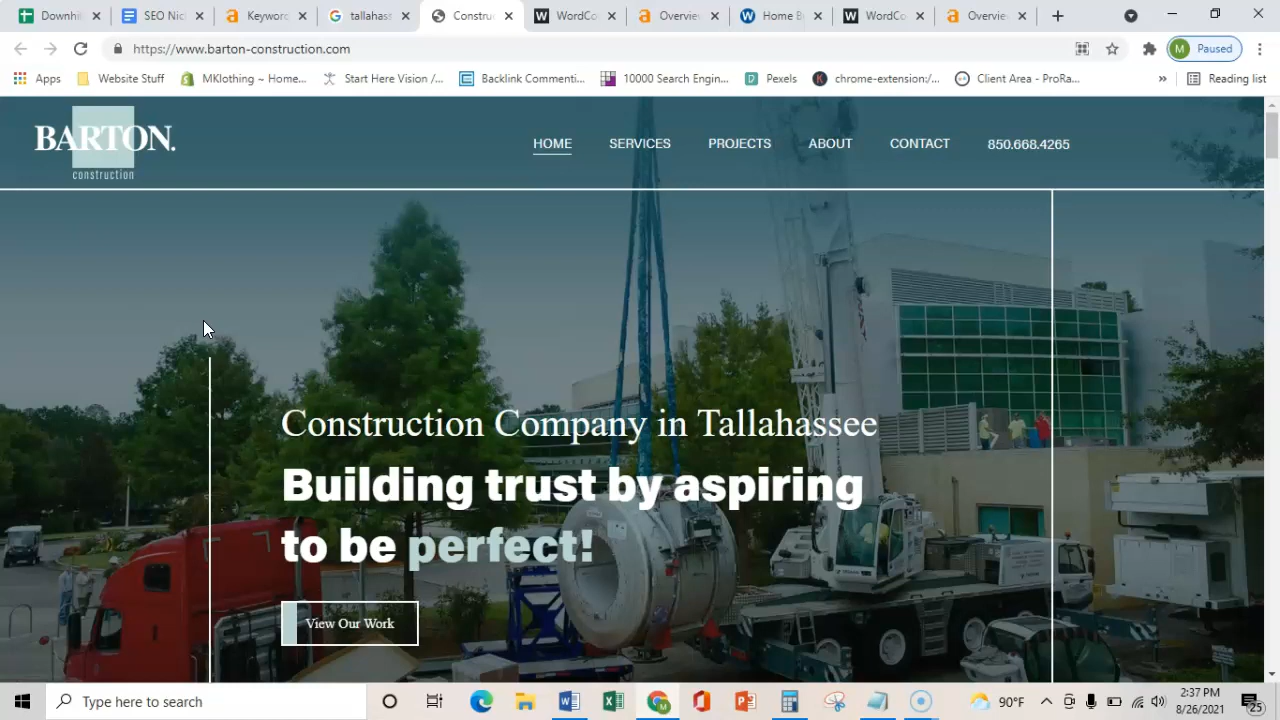 Downhi
SEO Nic
Keyword
tallahass
Constru
WordCo
Overvie
Home B
WordCo
Overvie
https://www.barton-construction.com
M
Paused
Apps
Website Stuff
MKlothing ~ Home...
Start Here Vision /...
Backlink Commenti...
10000 Search Engin...
Pexels
chrome-extension:/...
Client Area - ProRa...
»
Reading list
BARTON.
construction
HOME
SERVICES
PROJECTS
ABOUT
CONTACT
850.668.4265
Construction Company in Tallahassee
Building trust by aspiring
to be perfect!
View Our Work
Type here to search
90°F
2:37 PM
8/26/2021
25